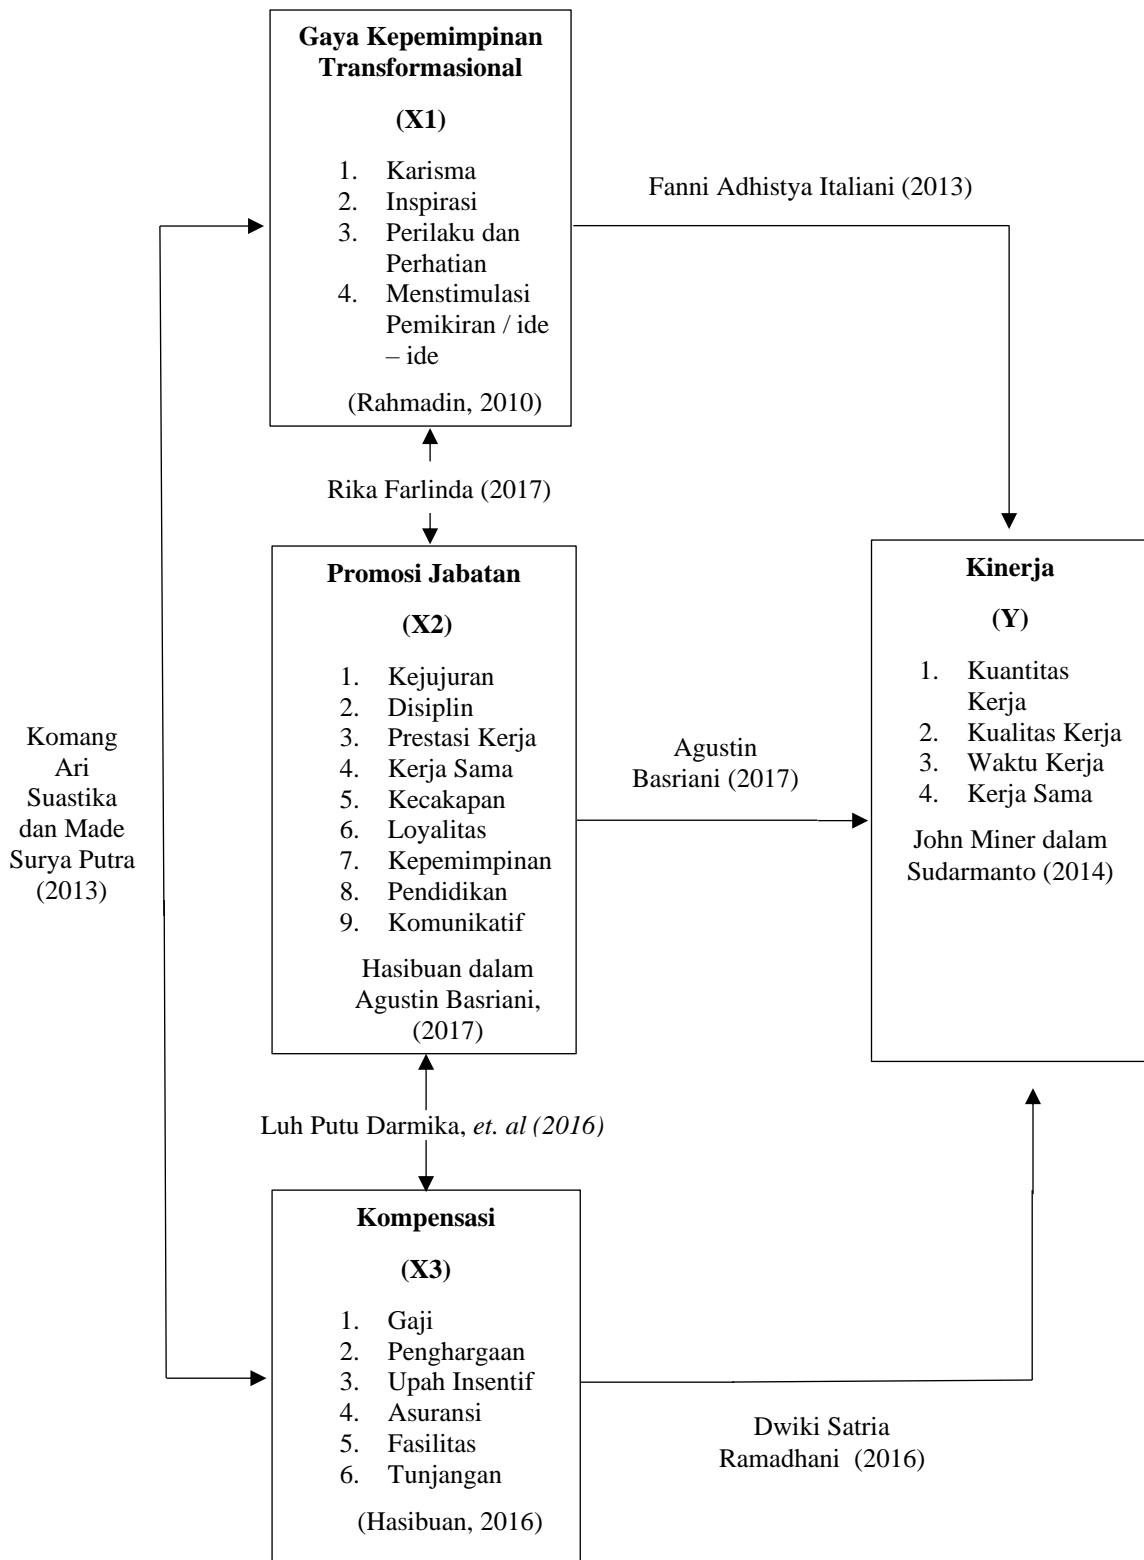 Gaya Kepemimpinan
Transformasional
(X1)
1. Karisma
2. Inspirasi
3. Perilaku dan
Perhatian
4. Menstimulasi
Pemikiran / ide
– ide
(Rahmadin, 2010)
Fanni Adhistya Italiani (2013)
Rika Farlinda (2017)
Promosi Jabatan
(X2)
1. Kejujuran
2. Disiplin
3. Prestasi Kerja
4. Kerja Sama
5. Kecakapan
6. Loyalitas
7. Kepemimpinan
8. Pendidikan
9. Komunikatif
Hasibuan dalam
Agustin Basriani,
(2017)
Komang
Ari
Suastika
dan Made
Surya Putra
(2013)
Agustin
Basriani (2017)
Kinerja
(Y)
1. Kuantitas
Kerja
2. Kualitas Kerja
3. Waktu Kerja
4. Kerja Sama
John Miner dalam
Sudarmanto (2014)
Luh Putu Darmika, et. al (2016)
Kompensasi
(X3)
1. Gaji
2. Penghargaan
3. Upah Insentif
4. Asuransi
5. Fasilitas
6. Tunjangan
(Hasibuan, 2016)
Dwiki Satria
Ramadhani (2016)